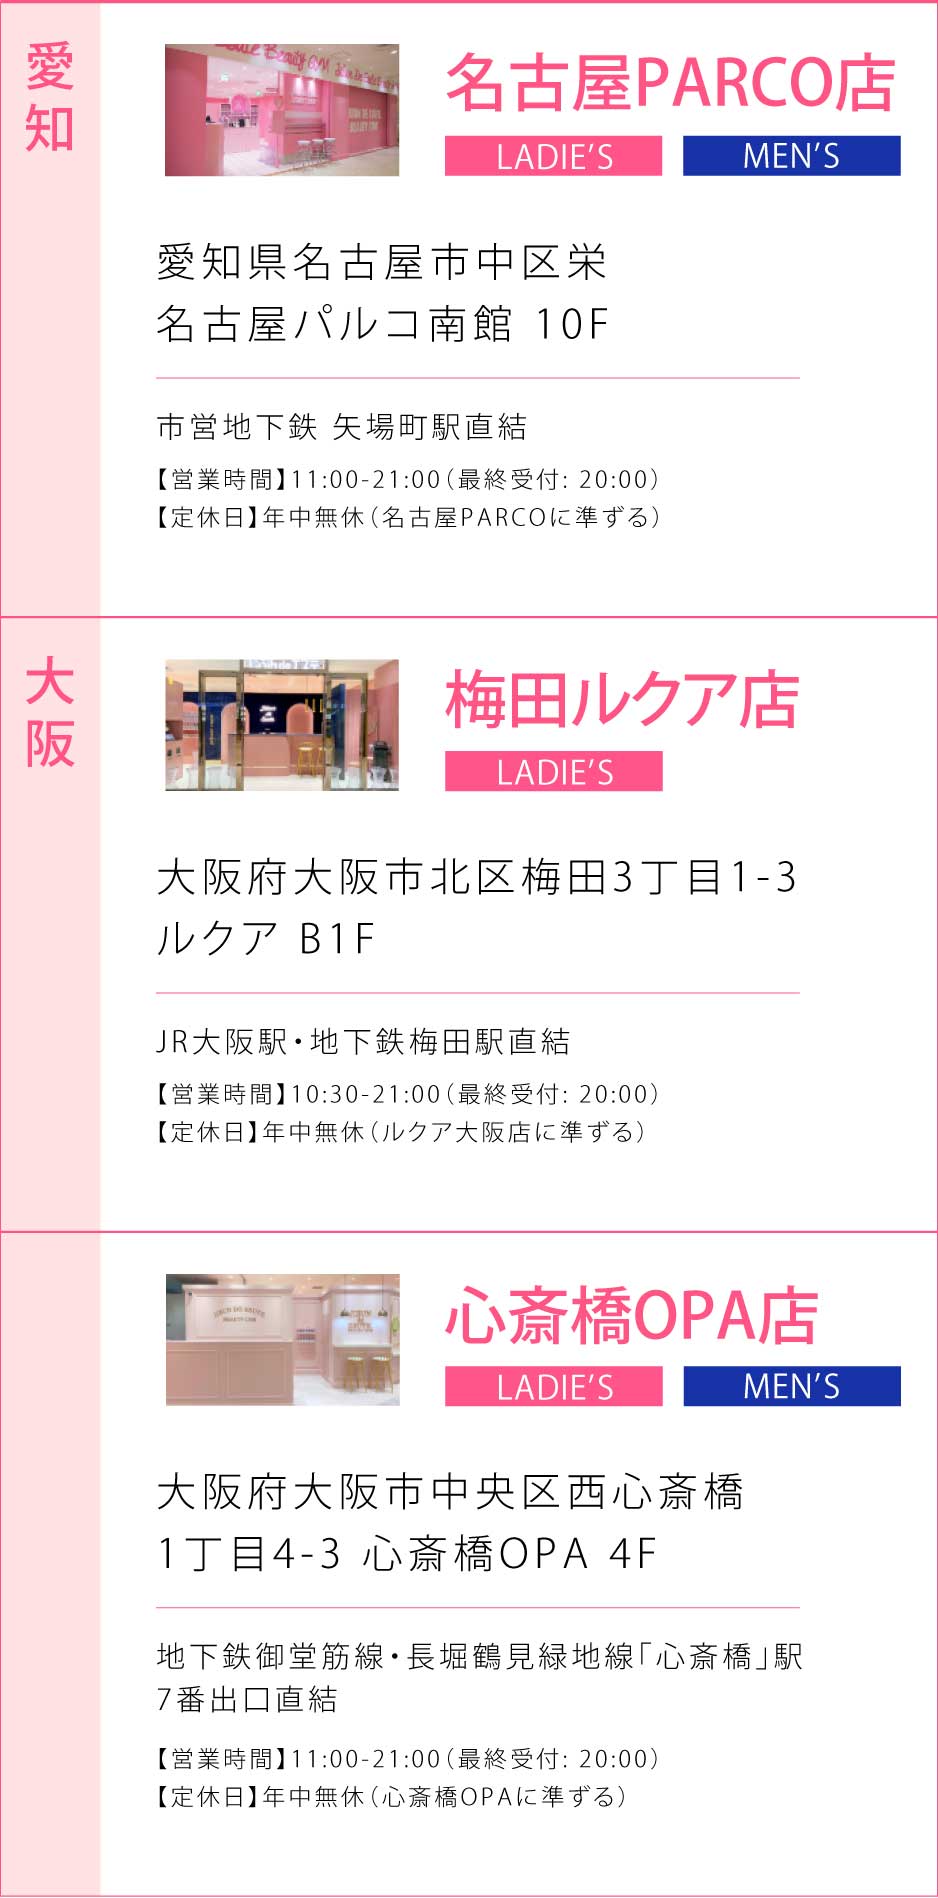 愛知
名古屋PARCO店
LADIE’S
MEN’S
愛知県名古屋市中区栄
名古屋パルコ南館 10F
市営地下鉄 矢場町駅直結
【営業時間】11:00-21:00（最終受付: 20:00）
【定休日】年中無休（名古屋PARCOに準ずる）
大阪
梅田ルクア店
LADIE’S
大阪府大阪市北区梅田3丁目1-3
ルクア B1F
JR大阪駅・地下鉄梅田駅直結
【営業時間】10:30-21:00（最終受付: 20:00）
【定休日】年中無休（ルクア大阪店に準ずる）
心斎橋OPA店
LADIE’S
MEN’S
大阪府大阪市中央区西心斎橋
1丁目4-3 心斎橋OPA 4F
地下鉄御堂筋線・長堀鶴見緑地線「心斎橋」駅
7番出口直結
【営業時間】11:00-21:00（最終受付: 20:00）
【定休日】年中無休（心斎橋OPAに準ずる）